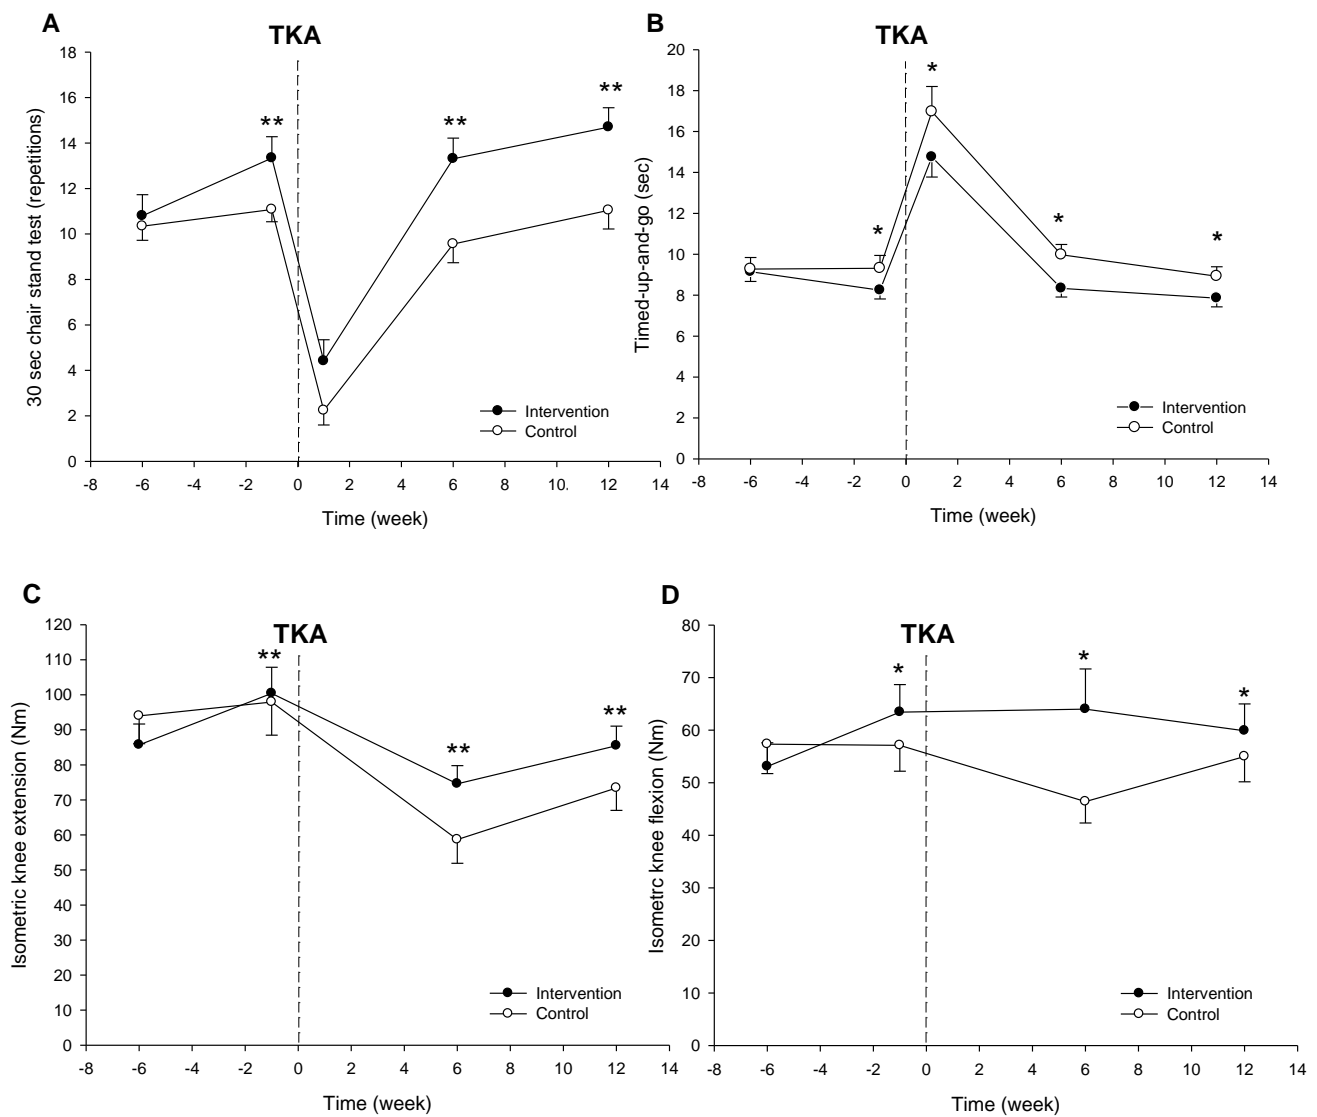 A
TKA
18
16
14
12
10
8
6
4
2
0
-8 -6 -4 -2 0 2 4 6 8 10. 12 14
30 sec chair stand test (repetitions)
Time (week)
** ** **
Intervention
Control
B
TKA
20
18
16
14
12
10
8
6
4
2
0
-8 -6 -4 -2 0 2 4 6 8 10 12 14
Timed-up-and-go (sec)
Time (week)
* * * *
Intervention
Control
C
TKA
120
110
100
90
80
70
60
50
40
30
20
10
0
-8 -6 -4 -2 0 2 4 6 8 10 12 14
Isometric knee extension (Nm)
Time (week)
** ** **
Intervention
Control
D
TKA
80
70
60
50
40
30
20
10
0
-8 -6 -4 -2 0 2 4 6 8 10 12 14
Isometrc knee flexion (Nm)
Time (week)
* * *
Intervention
Control